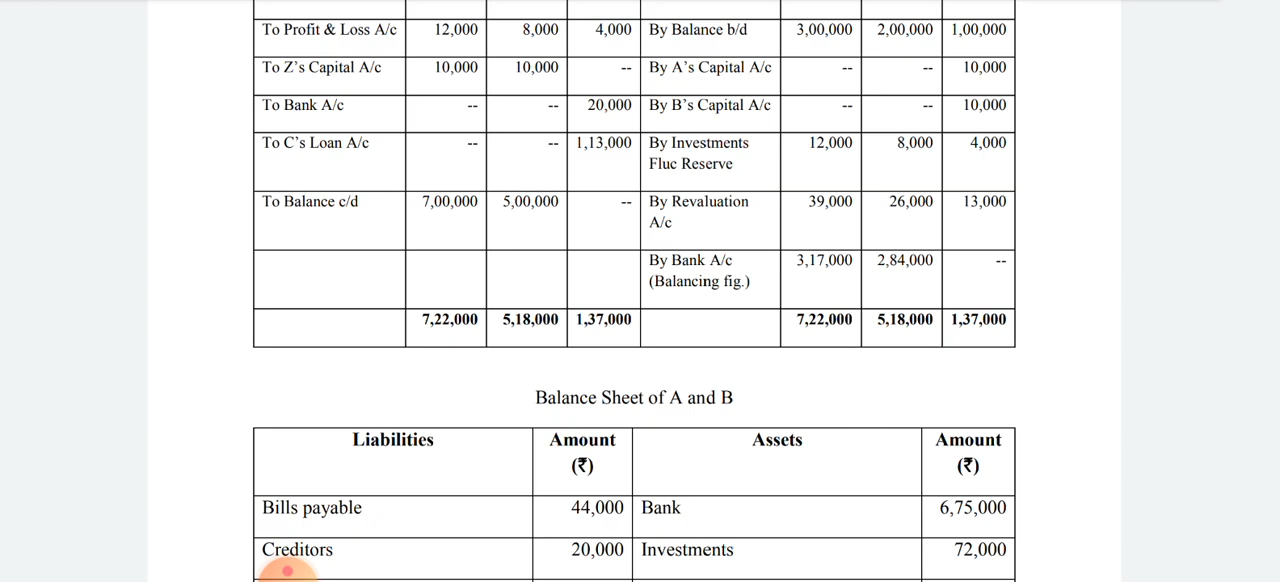 To Profit & Loss A/c 12,000 8,000 4,000 By Balance b/d 3,00,000 2,00,000 1,00,000
To Z’s Capital A/c 10,000 10,000 -- By A’s Capital A/c -- -- 10,000
To Bank A/c -- -- 20,000 By B’s Capital A/c -- -- 10,000
To C’s Loan A/c -- -- 1,13,000 By Investments 12,000 8,000 4,000
Fluc Reserve
To Balance c/d 7,00,000 5,00,000 -- By Revaluation 39,000 26,000 13,000
A/c
By Bank A/c 3,17,000 2,84,000 --
(Balancing fig.)
7,22,000 5,18,000 1,37,000 7,22,000 5,18,000 1,37,000
Balance Sheet of A and B
Liabilities Amount Assets Amount
(₹) (₹)
Bills payable 44,000 Bank 6,75,000
Creditors 20,000 Investments 72,000